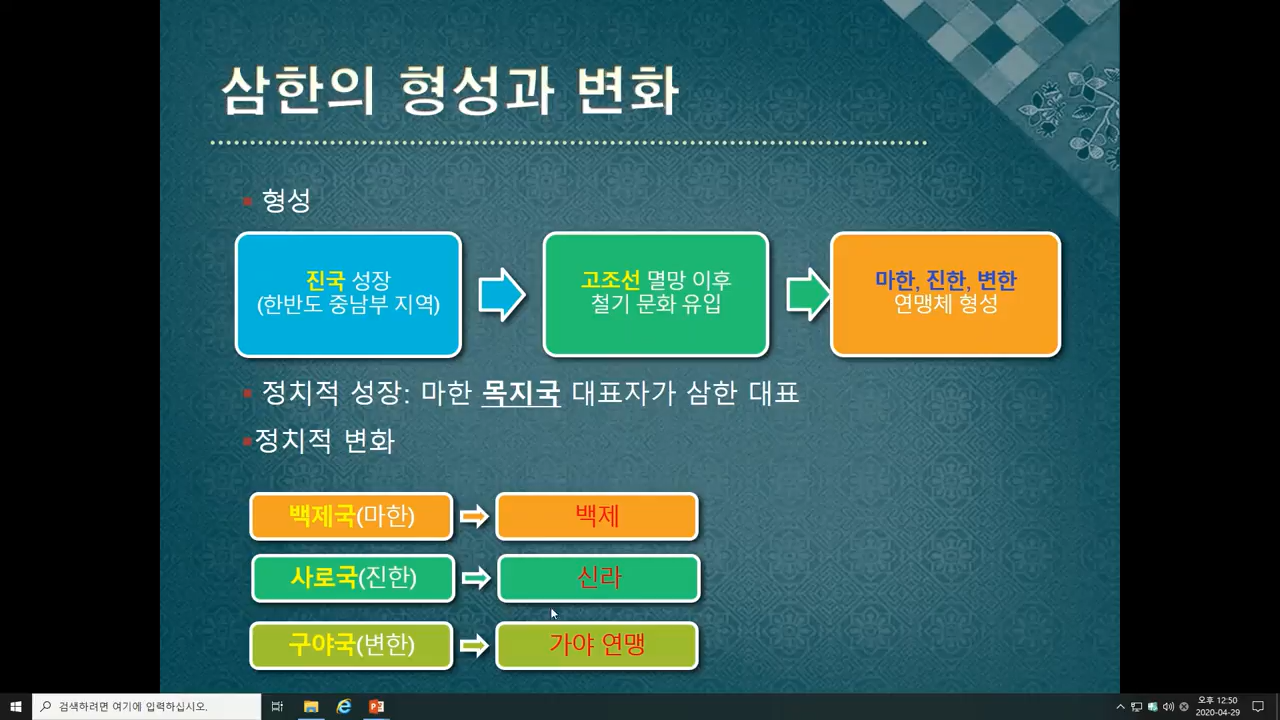 삼한의 형성과 변화
형성
진국 성장
(한반도 중남부 지역)
고조선 멸망 이후
철기 문화 유입
마한, 진한, 변한
연맹체 형성
정치적 성장: 마한 목지국 대표자가 삼한 대표
정치적 변화
백제국(마한)
백제
사로국(진한)
신라
구야국(변한)
가야 연맹
검색하려면 여기에 입력하십시오.
오후 12:50
2020-04-29